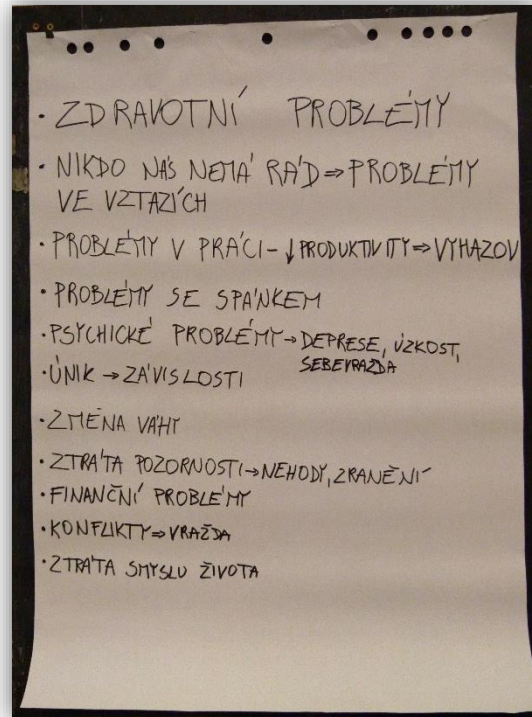 · ZDRAVOTNÍ PROBLÉMY
· NIKDO NÁS NEMÁ RÁD ⇒ PROBLÉMY
VE VZTAZÍCH
· PROBLÉMY V PRÁCI - ↓ PRODUKTIVITY ⇒ VYHAZOV
· PROBLÉMY SE SPÁNKEM
· PSYCHICKÉ PROBLÉMY → DEPRESE, ÚZKOST,
SEBEVRAŽDA
· ÚNIK → ZÁVISLOSTI
· ZMĚNA VÁHY
· ZTRÁTA POZORNOSTI → NEHODY, ZRANĚNÍ
· FINANČNÍ PROBLÉMY
· KONFLIKTY ⇒ VRAŽDA
· ZTRÁTA SMYSLU ŽIVOTA